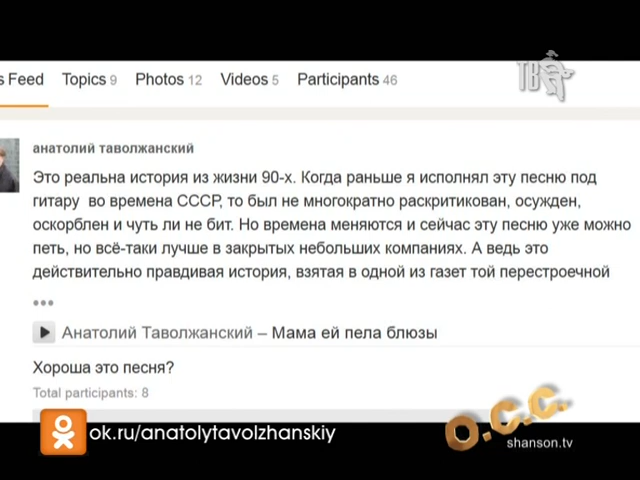 s Feed Topics 9 Photos 12 Videos 5 Participants 46
ТВ
анатолий таволжанский
Это реальна история из жизни 90-х. Когда раньше я исполнял эту песню под
гитару во времена СССР, то был не многократно раскритикован, осужден,
оскорблен и чуть ли не бит. Но времена меняются и сейчас эту песню уже можно
петь, но всё-таки лучше в закрытых небольших компаниях. А ведь это
действительно правдивая история, взятая в одной из газет той перестроечной
•••
Анатолий Таволжанский – Мама ей пела блюзы
Хороша это песня?
Total participants: 8
ok.ru/anatolytavolzhanskiy
О.С.С.
shanson.tv